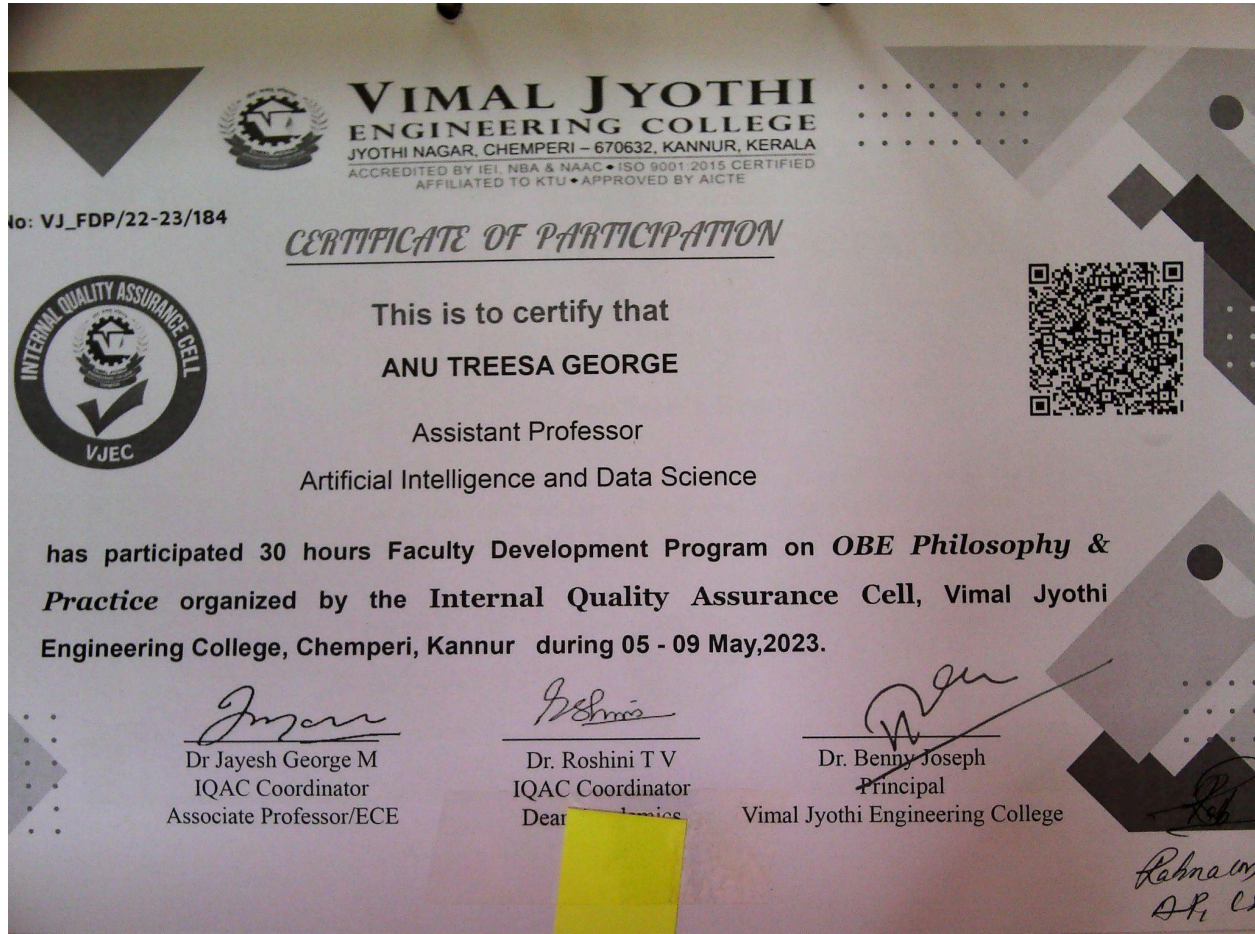 VIMAL JYOTHI
ENGINEERING COLLEGE
JYOTHI NAGAR, CHEMPERI – 670632, KANNUR, KERALA
ACCREDITED BY IEI, NBA & NAAC • ISO 9001:2015 CERTIFIED
AFFILIATED TO KTU • APPROVED BY AICTE
No: VJ_FDP/22-23/184
CERTIFICATE OF PARTICIPATION
INTERNAL QUALITY ASSURANCE CELL
VJEC
This is to certify that
ANU TREESA GEORGE
Assistant Professor
Artificial Intelligence and Data Science
has participated 30 hours Faculty Development Program on OBE Philosophy &
Practice organized by the Internal Quality Assurance Cell, Vimal Jyothi
Engineering College, Chemperi, Kannur during 05 - 09 May,2023.
Dr Jayesh George M
IQAC Coordinator
Associate Professor/ECE
Dr. Roshini T V
IQAC Coordinator
Dr. Benny Joseph
Principal
Vimal Jyothi Engineering College